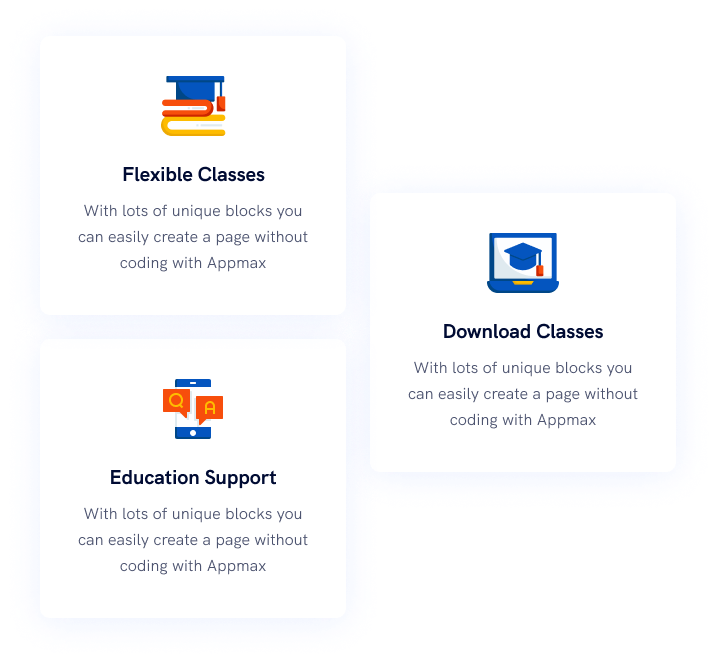 Flexible Classes
With lots of unique blocks you
can easily create a page without
coding with Appmax
Q
A
Education Support
With lots of unique blocks you
can easily create a page without
coding with Appmax
Download Classes
With lots of unique blocks you
can easily create a page without
coding with Appmax